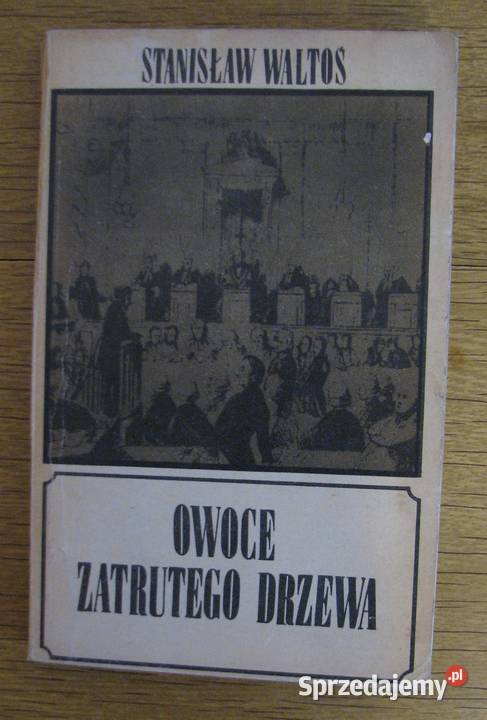 STANISŁAW WALTOŚ
OWOCE
ZATRUTEGO DRZEWA
Sprzedajemy.pl